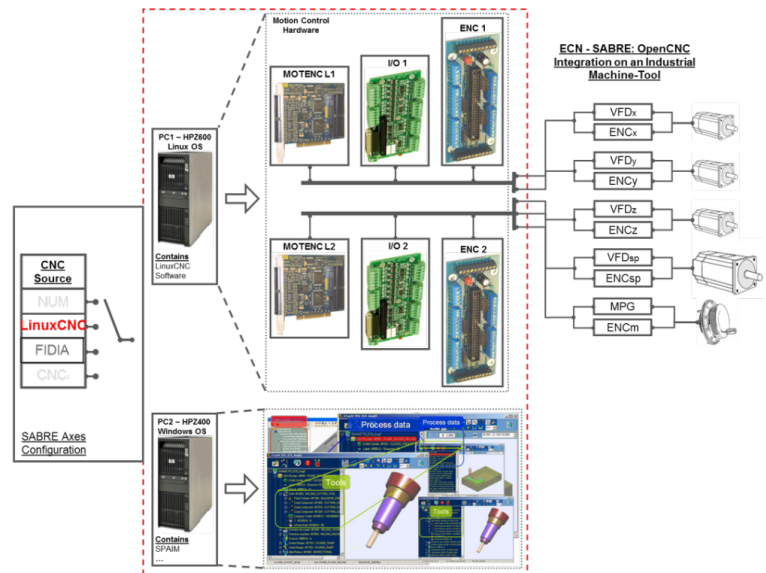 Motion Control
Hardware
ENC 1
I/O 1
MOTENC L1
ECN - SABRE: OpenCNC
Integration on an Industrial
Machine-Tool
VFDx
ENCx
VFDy
ENCy
VFDz
ENCz
VFDsp
ENCsp
MPG
ENCm
PC1 – HPZ600
Linux OS
Contains
LinuxCNC
Software
MOTENC L2
I/O 2
ENC 2
CNC
Source
NUM
LinuxCNC
FIDIA
SABRE Axes
Configuration
PC2 – HPZ400
Windows OS
Contains
SPAIM
...
Process data
Process data
Tools
Tools